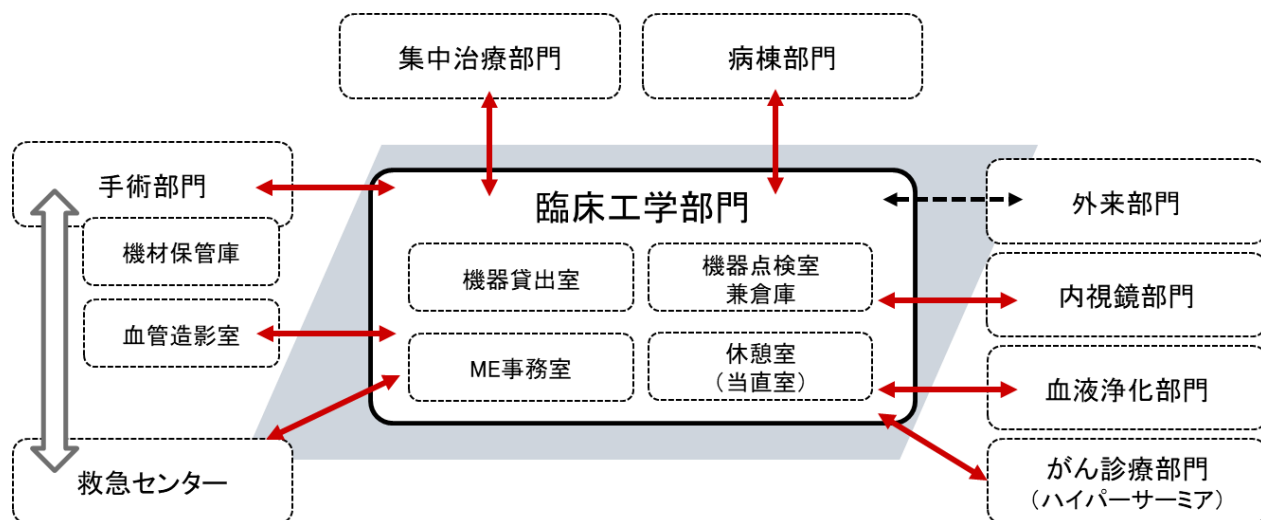 集中治療部門
病棟部門
手術部門
機材保管庫
血管造影室
救急センター
臨床工学部門
機器貸出室
機器点検室
兼倉庫
ME事務室
休憩室
（当直室）
外来部門
内視鏡部門
血液浄化部門
がん診療部門
（ハイパーサーミア）